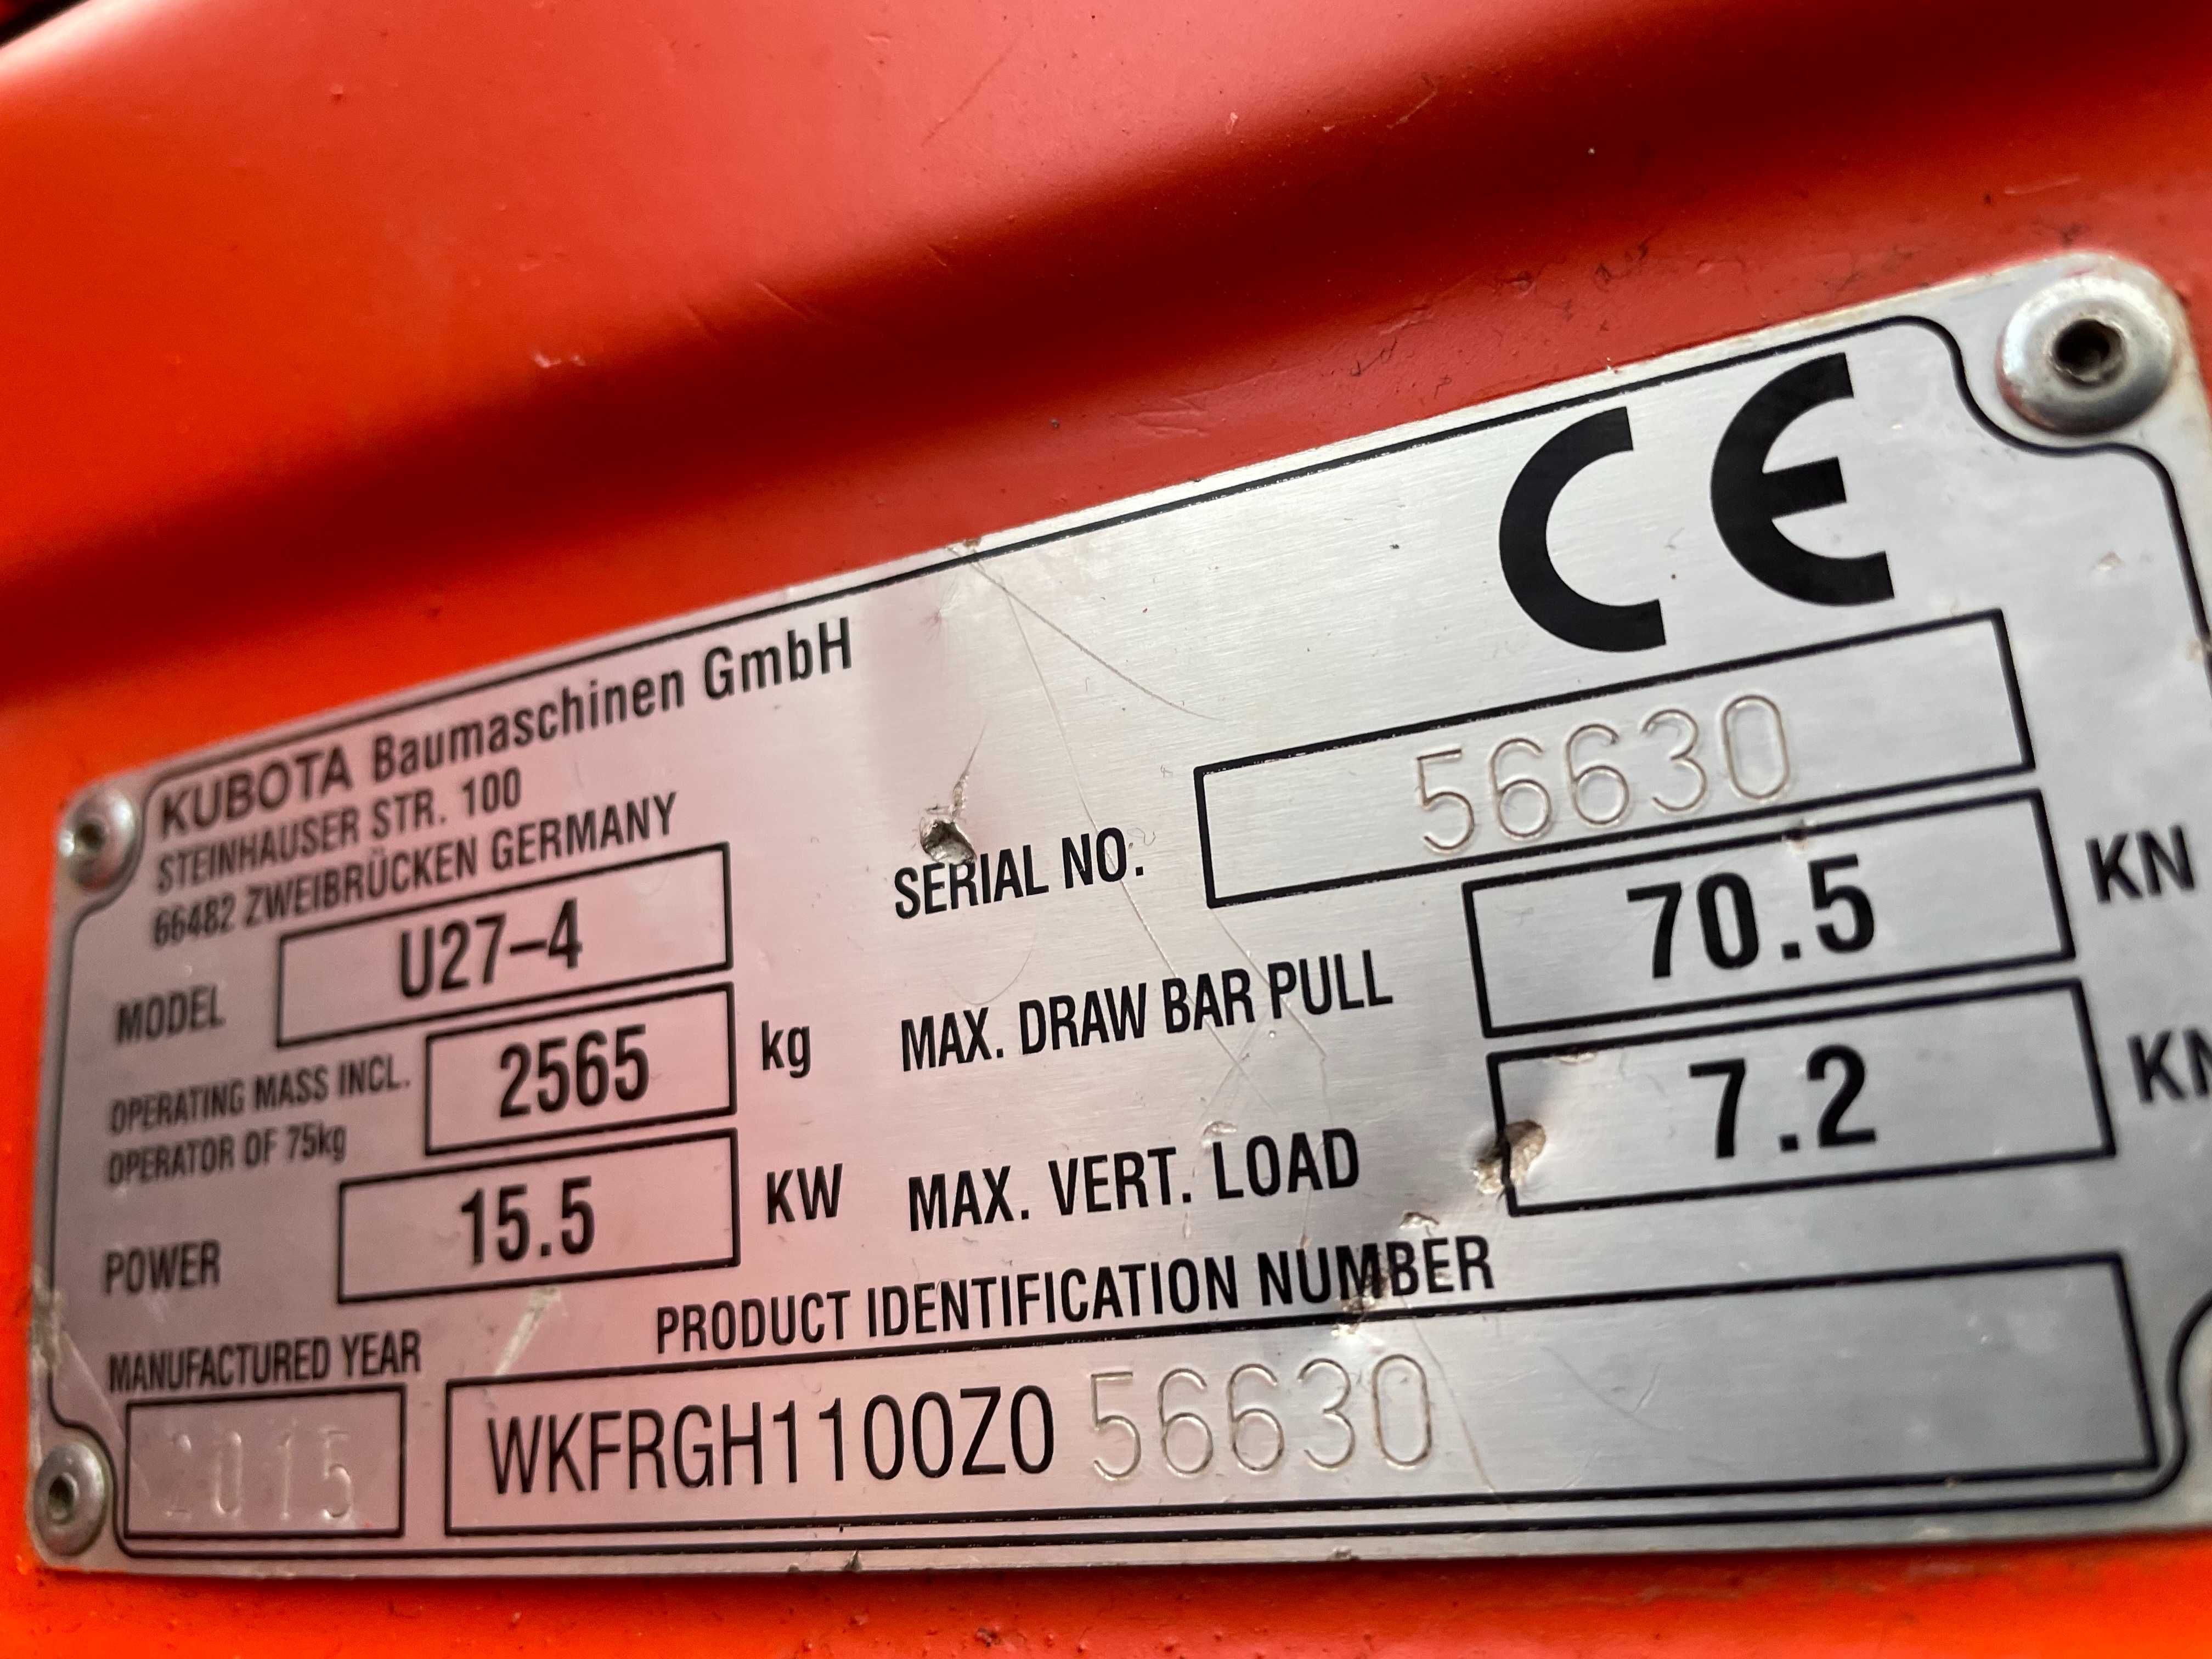 CE
KUBOTA Baumaschinen GmbH
STEINHAUSER STR. 100
66482 ZWEIBRÜCKEN GERMANY
MODEL U27-4
SERIAL NO. 56630
OPERATING MASS INCL.
OPERATOR OF 75kg 2565 kg
MAX. DRAW BAR PULL 70.5 KN
POWER 15.5 KW
MAX. VERT. LOAD 7.2 KN
MANUFACTURED YEAR
2015
PRODUCT IDENTIFICATION NUMBER
WKFRGH1100Z056630